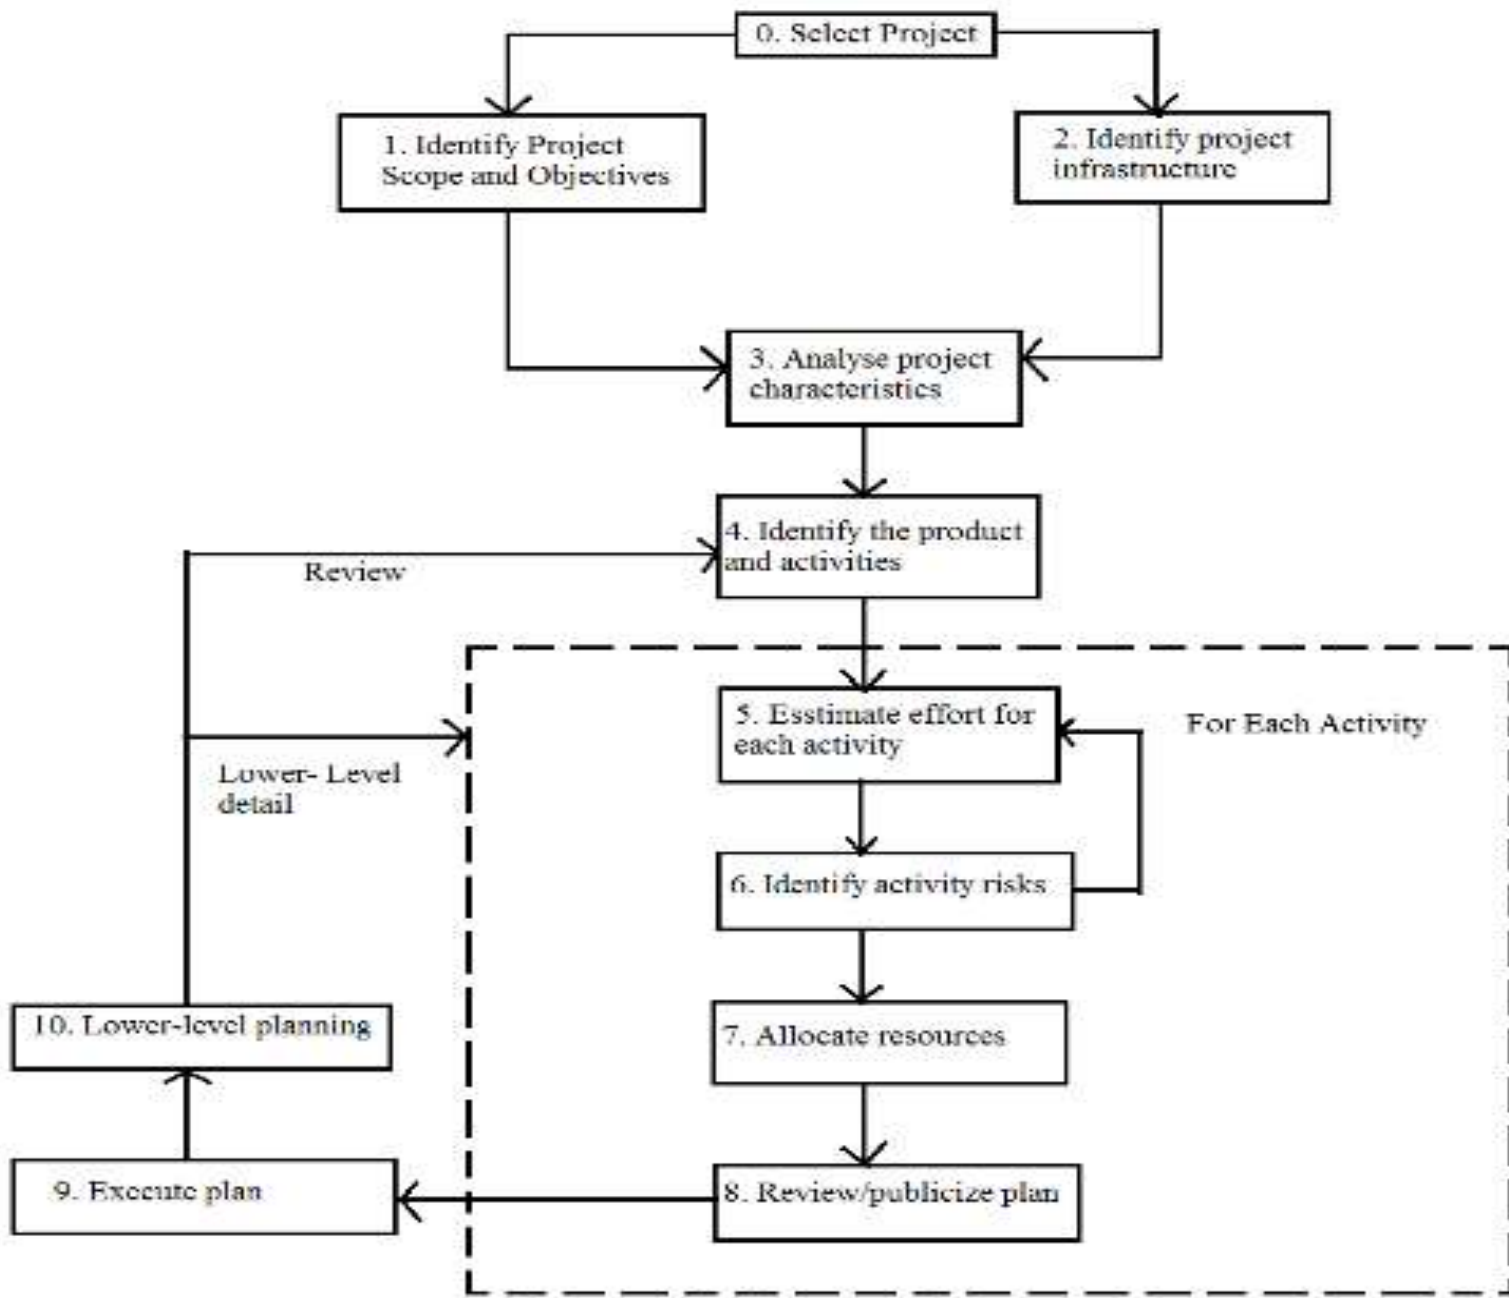 0. Select Project
1. Identify Project
Scope and Objectives
2. Identify project
infrastructure
3. Analyse project
characteristics
4. Identify the product
and activities
Review
5. Esstimate effort for
each activity
For Each Activity
Lower- Level
detail
6. Identify activity risks
7. Allocate resources
10. Lower-level planning
8. Review/publicize plan
9. Execute plan